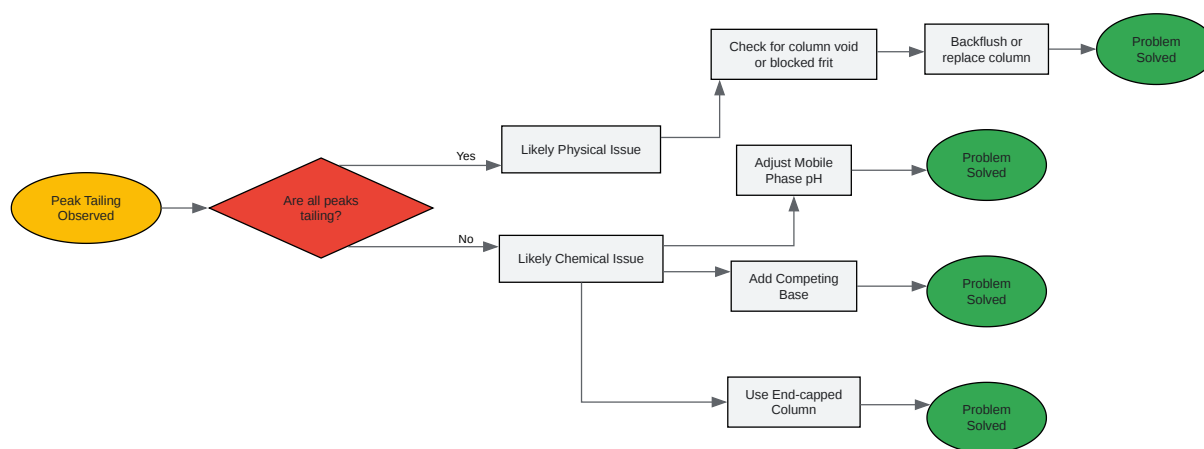 Peak Tailing
Observed
Are all peaks
tailing?
Yes
Likely Physical Issue
Check for column void
or blocked frit
Backflush or
replace column
Problem
Solved
No
Likely Chemical Issue
Adjust Mobile
Phase pH
Problem
Solved
Add Competing
Base
Problem
Solved
Use End-capped
Column
Problem
Solved